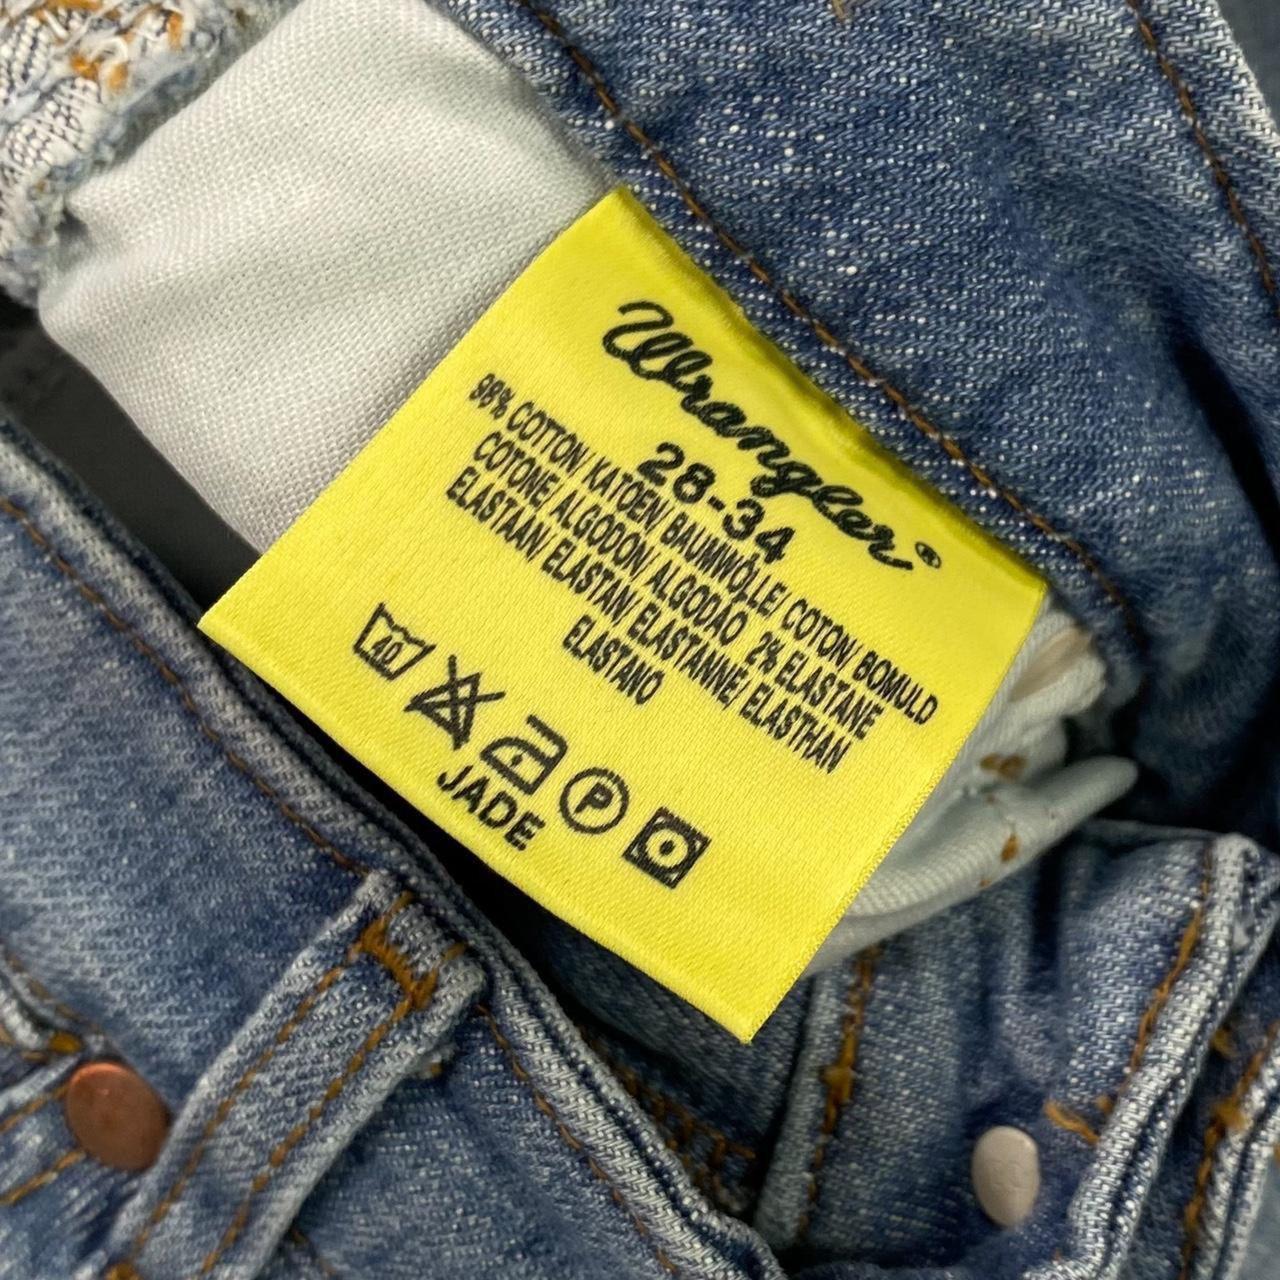 Wrangler®
28-34
98% COTTON/ KATOEN/ BAUMWOLLE/ COTON/ BOMULD
COTONE/ ALGODON/ ALGODAO 2% ELASTANE
ELASTAAN/ ELASTAN/ ELASTANNE/ ELASTHAN
ELASTANO
40 P
JADE